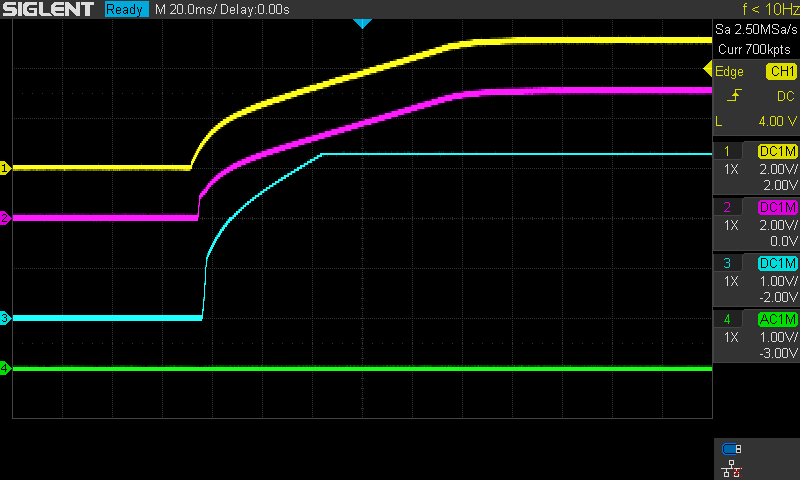 SIGLENT Ready M 20.0ms/ Delay:0.00s f < 10Hz
Sa 2.50MSa/s
Curr 700kpts
Edge CH1
DC
L 4.00 V
1 DC1M
1X 2.00V/
2.00V
2 DC1M
1X 2.00V/
0.0V
3 DC1M
1X 1.00V/
-2.00V
4 AC1M
1X 1.00V/
-3.00V
1
2
3
4